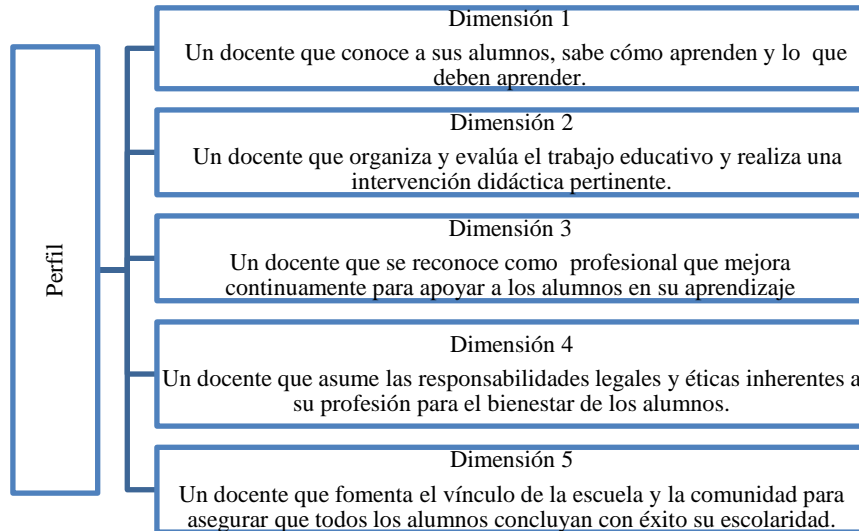 Perfil
Dimensión 1
Un docente que conoce a sus alumnos, sabe cómo aprenden y lo que
deben aprender.
Dimensión 2
Un docente que organiza y evalúa el trabajo educativo y realiza una
intervención didáctica pertinente.
Dimensión 3
Un docente que se reconoce como profesional que mejora
continuamente para apoyar a los alumnos en su aprendizaje
Dimensión 4
Un docente que asume las responsabilidades legales y éticas inherentes a
su profesión para el bienestar de los alumnos.
Dimensión 5
Un docente que fomenta el vínculo de la escuela y la comunidad para
asegurar que todos los alumnos concluyan con éxito su escolaridad.